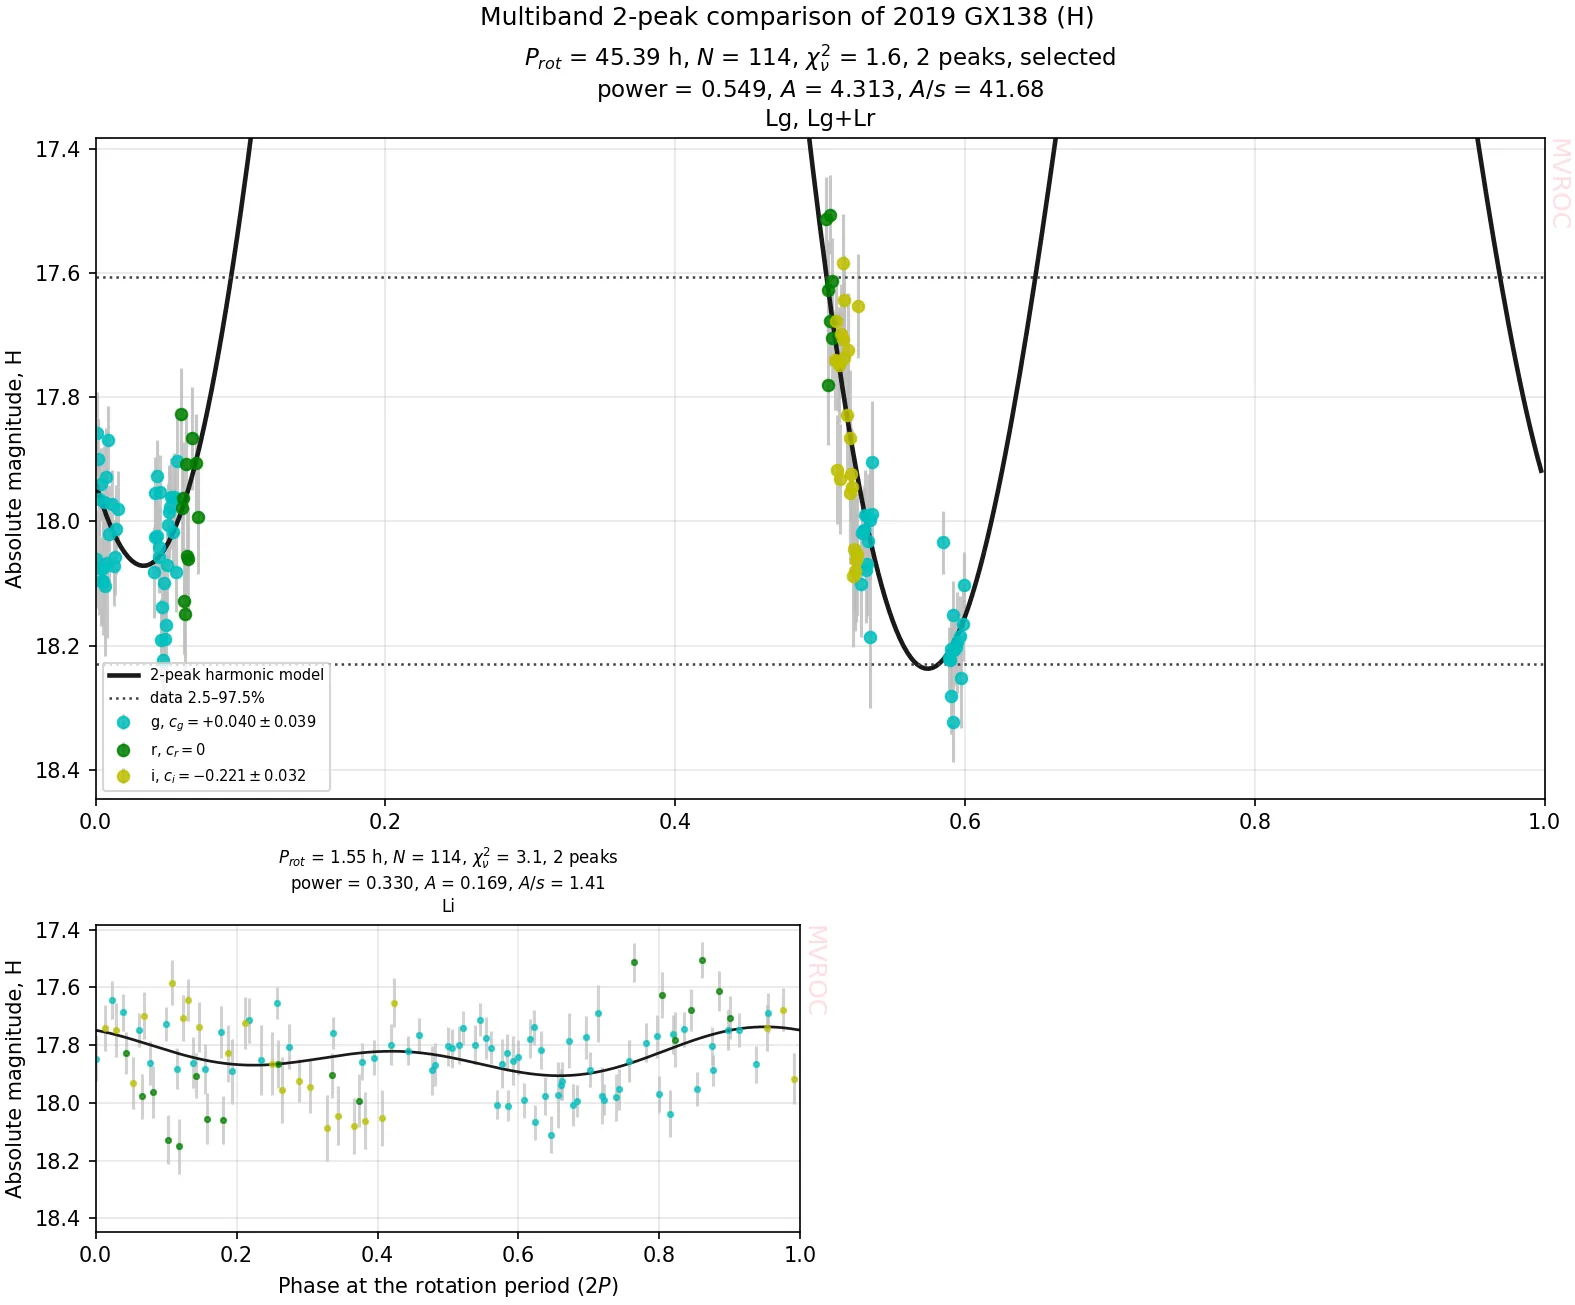 Multiband 2-peak comparison of 2019 GX138 (H)
P_rot = 45.39 h, N = 114, χ²_ν = 1.6, 2 peaks, selected
power = 0.549, A = 4.313, A/s = 41.68
Lg, Lg+Lr
MVROC
Absolute magnitude, H
17.4
17.6
17.8
18.0
18.2
18.4
2-peak harmonic model
data 2.5–97.5%
g, c_g = +0.040 ± 0.039
r, c_r = 0
i, c_i = −0.221 ± 0.032
0.0 0.2 0.4 0.6 0.8 1.0
P_rot = 1.55 h, N = 114, χ²_ν = 3.1, 2 peaks
power = 0.330, A = 0.169, A/s = 1.41
Li
MVROC
Absolute magnitude, H
17.4
17.6
17.8
18.0
18.2
18.4
0.0 0.2 0.4 0.6 0.8 1.0
Phase at the rotation period (2P)